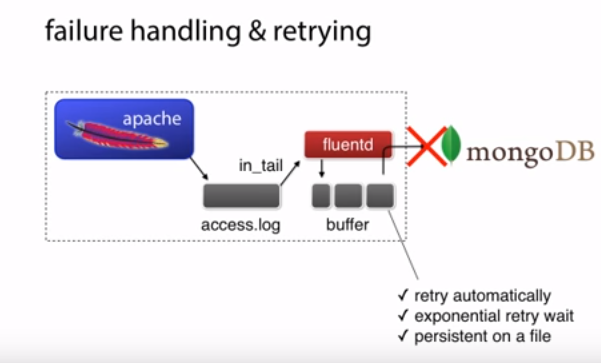 failure handling & retrying
apache
fluentd
mongoDB
in_tail
access.log
buffer
✓ retry automatically
✓ exponential retry wait
✓ persistent on a file